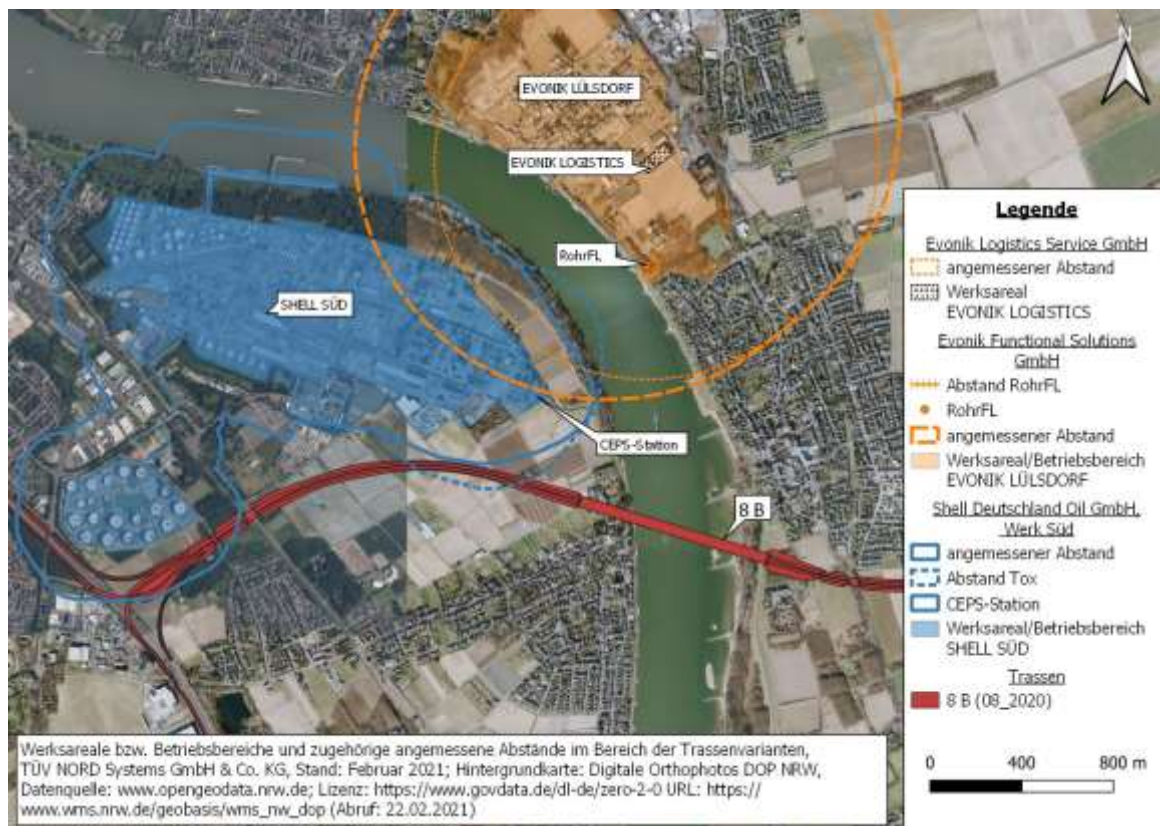 N
EVONIK LÜLSDORF
EVONIK LOGISTICS
RohrFL
SHELL SÜD
CEPS-Station
8 B
Legende
Evonik Logistics Service GmbH
angemessener Abstand
Werksareal
EVONIK LOGISTICS
Evonik Functional Solutions
GmbH
Abstand RohrFL
RohrFL
angemessener Abstand
Werksareal/Betriebsbereich
EVONIK LÜLSDORF
Shell Deutschland Oil GmbH,
Werk Süd
angemessener Abstand
Abstand Tox
CEPS-Station
Werksareal/Betriebsbereich
SHELL SÜD
Trassen
8 B (08_2020)
0 400 800 m
Werksareale bzw. Betriebsbereiche und zugehörige angemessene Abstände im Bereich der Trassenvarianten,
TÜV NORD Systems GmbH & Co. KG, Stand: Februar 2021; Hintergrundkarte: Digitale Orthophotos DOP NRW,
Datenquelle: www.opengeodata.nrw.de; Lizenz: https://www.govdata.de/dl-de/zero-2-0 URL: https://
www.wms.nrw.de/geobasis/wms_nw_dop (Abruf: 22.02.2021)